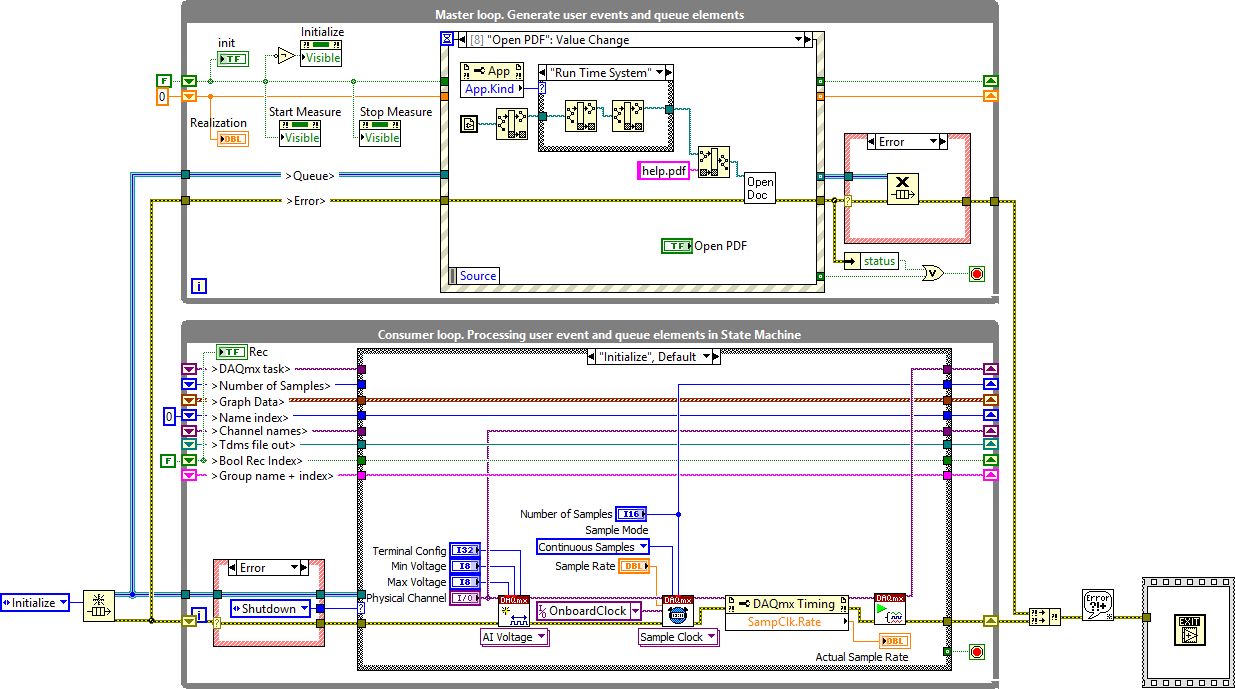 Master loop. Generate user events and queue elements
init
TF
Initialize
Visible
[8] "Open PDF": Value Change
F
0
App
App.Kind
"Run Time System"
Realization
DBL
Start Measure
Visible
Stop Measure
Visible
>Queue>
>Error>
help.pdf
Open
Doc
Error
X
TF
Open PDF
status
V
Source
i
Consumer loop. Processing user event and queue elements in State Machine
TF
Rec
"Initialize", Default
>DAQmx task>
>Number of Samples>
>Graph Data>
0
>Name index>
>Channel names>
>Tdms file out>
F
>Bool Rec Index>
>Group name + index>
Number of Samples
I16
Sample Mode
Continuous Samples
Sample Rate
DBL
Terminal Config
I32
Min Voltage
I8
Max Voltage
I8
Physical Channel
I/O
Error
Initialize
Shutdown
i
?
?
DAQmx
OnboardClock
DAQmx
DAQmx Timing
SampClk.Rate
DAQmx
AI Voltage
Sample Clock
DBL
Actual Sample Rate
Error
?!+
EXIT